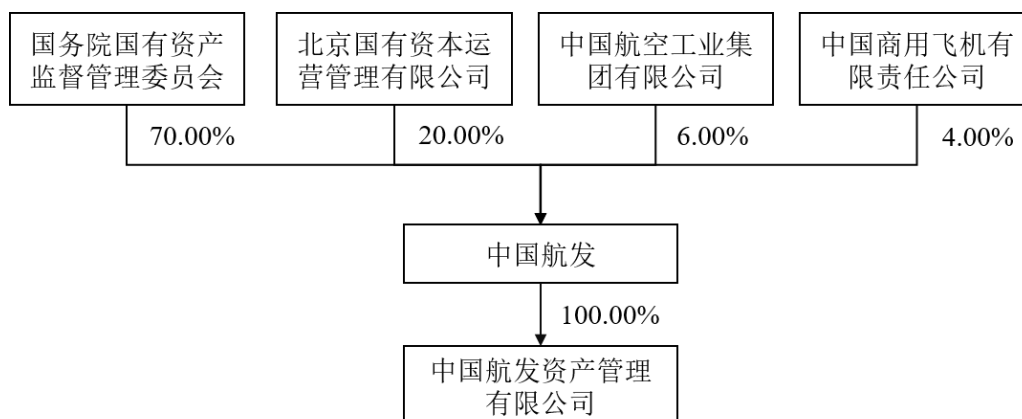 国务院国有资产
监督管理委员会
北京国有资本运
营管理有限公司
中国航空工业集
团有限公司
中国商用飞机有
限责任公司
70.00%
20.00%
6.00%
4.00%
中国航发
100.00%
中国航发资产管理
有限公司